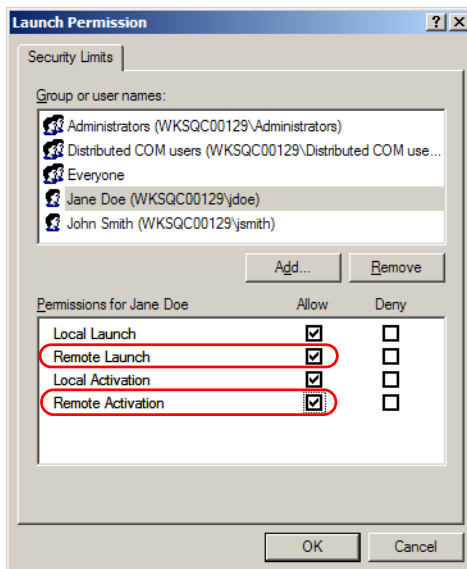 Launch Permission
Security Limits
Group or user names:
Administrators (WKSQC00129\Administrators)
Distributed COM users (WKSQC00129\Distributed COM use...
Everyone
Jane Doe (WKSQC00129\jdoe)
John Smith (WKSQC00129\jsmith)
Add... Remove
Permissions for Jane Doe Allow Deny
Local Launch
Remote Launch
Local Activation
Remote Activation
OK Cancel